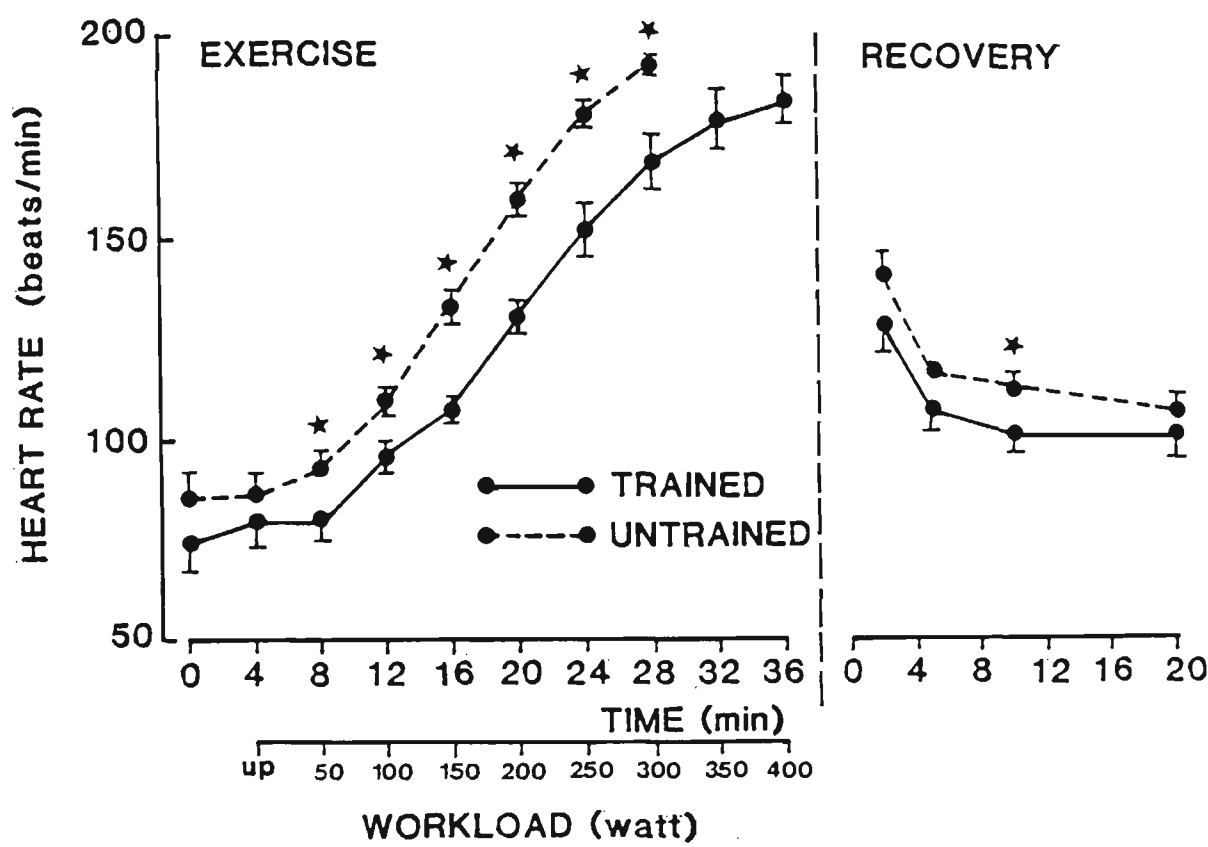 200
EXERCISE
RECOVERY
HEART RATE (beats/min)
150
100
TRAINED
UNTRAINED
50
0 4 8 12 16 20 24 28 32 36
0 4 8 12 16 20
TIME (min)
up 50 100 150 200 250 300 350 400
WORKLOAD (watt)